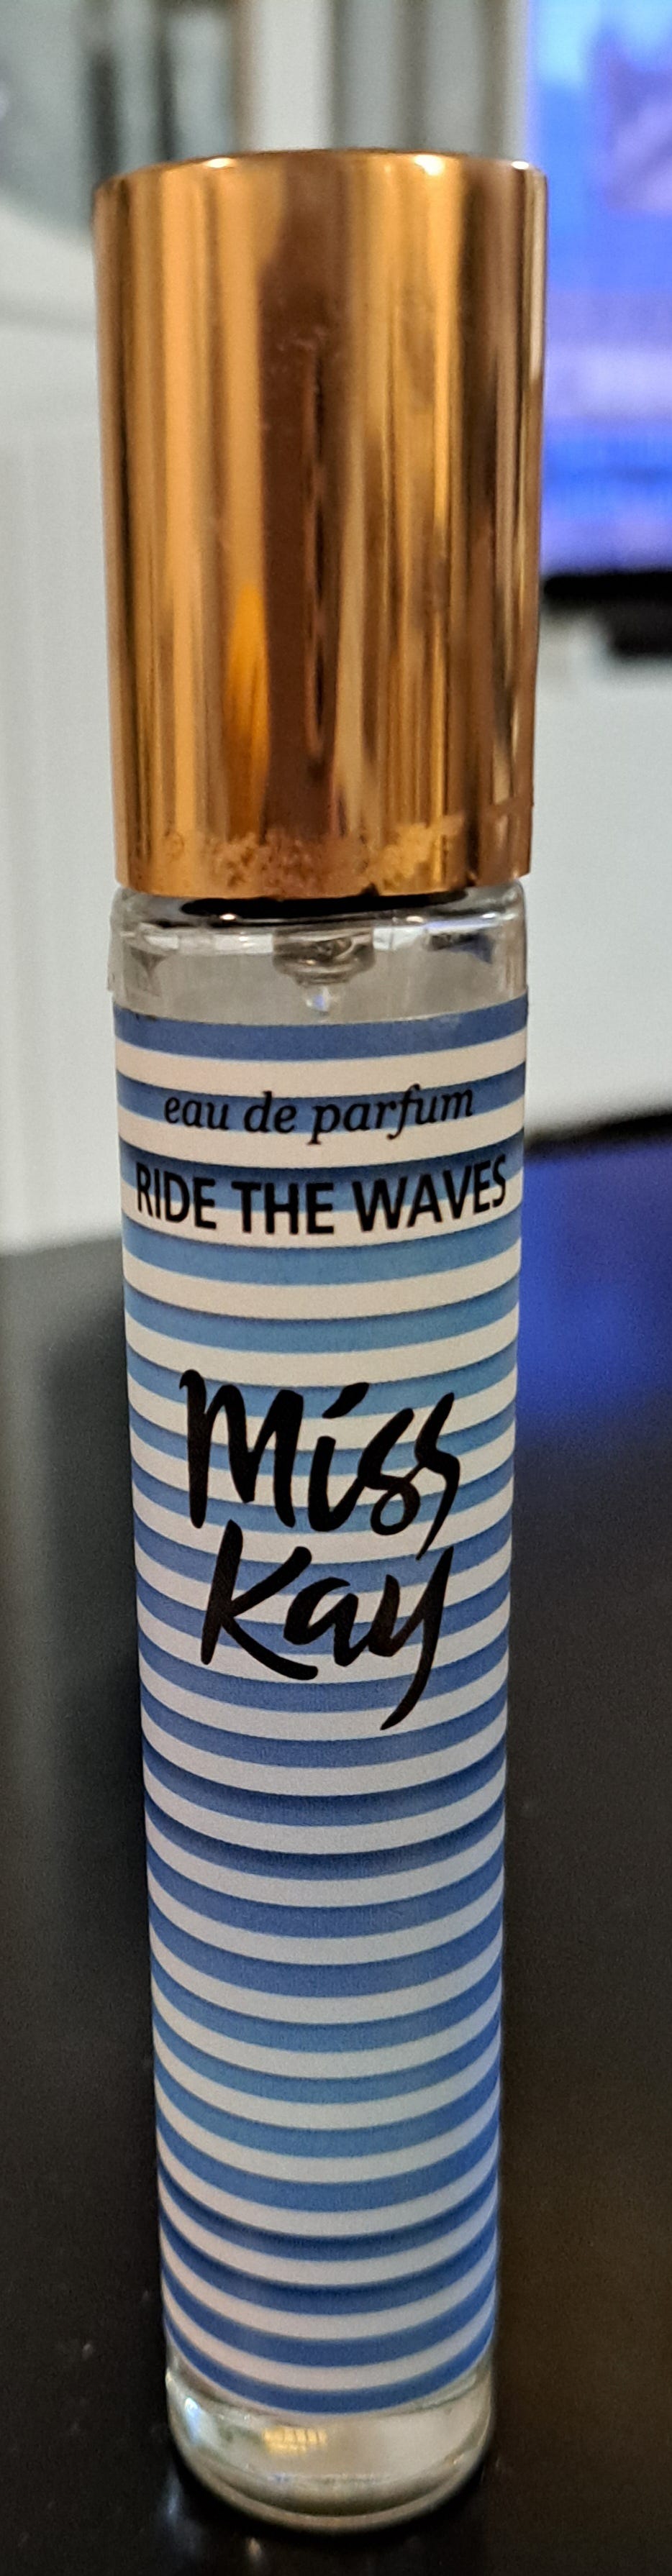 eau de parfum
RIDE THE WAVES
Miss
Kay